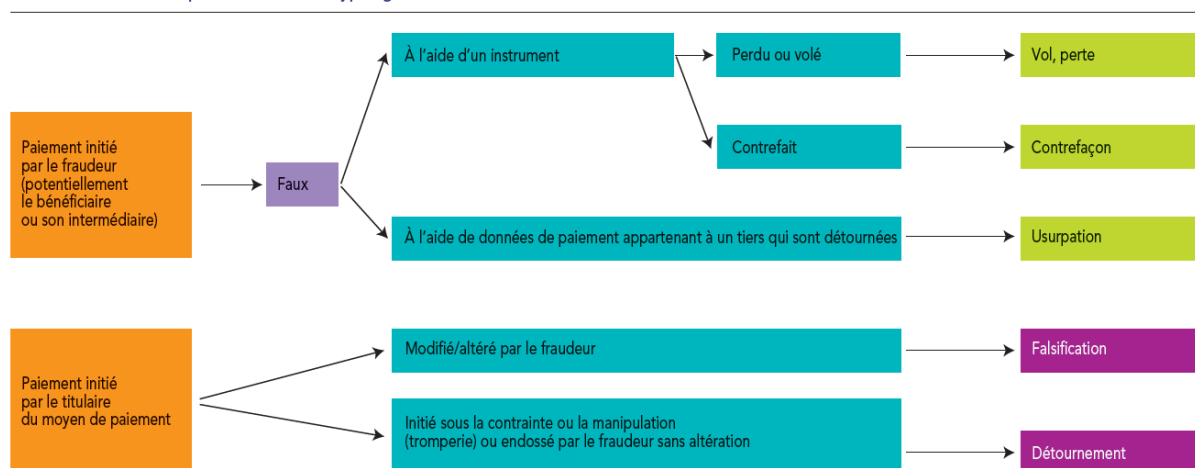 À l'aide d'un instrument
Perdu ou volé
Vol, perte
Paiement initié
par le fraudeur
(potentiellement
le bénéficiaire
ou son intermédiaire)
Faux
Contrefait
Contrefaçon
À l'aide de données de paiement appartenant à un tiers qui sont détournées
Usurpation
Paiement initié
par le titulaire
du moyen de paiement
Modifié/altéré par le fraudeur
Falsification
Initié sous la contrainte ou la manipulation
(tromperie) ou endossé par le fraudeur sans altération
Détournement